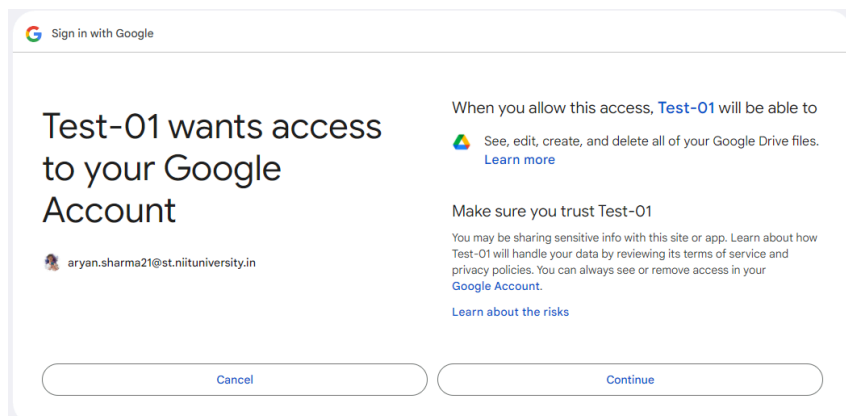 Sign in with Google
Test-01 wants access
to your Google
Account
aryan.sharma21@st.niituniversity.in
When you allow this access, Test-01 will be able to
See, edit, create, and delete all of your Google Drive files.
Learn more
Make sure you trust Test-01
You may be sharing sensitive info with this site or app. Learn about how
Test-01 will handle your data by reviewing its terms of service and
privacy policies. You can always see or remove access in your
Google Account.
Learn about the risks
Cancel
Continue